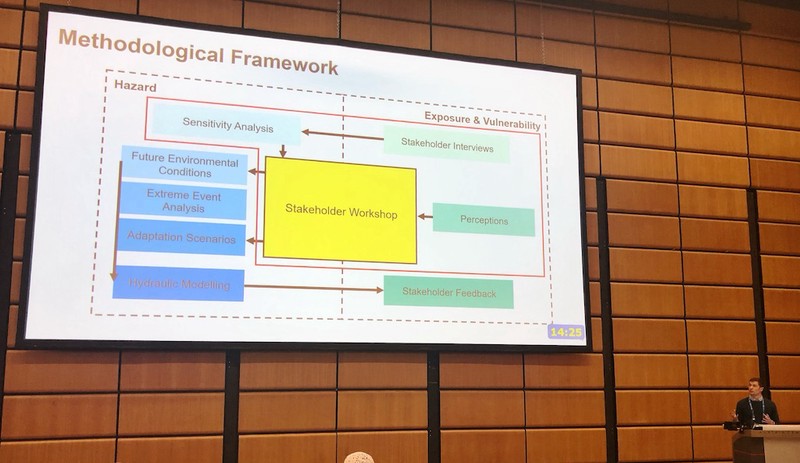 Methodological Framework
Hazard
Exposure & Vulnerability
Sensitivity Analysis
Stakeholder Interviews
Future Environmental
Conditions
Extreme Event
Analysis
Stakeholder Workshop
Perceptions
Adaptation Scenarios
Hydraulic Modelling
Stakeholder Feedback
14:25